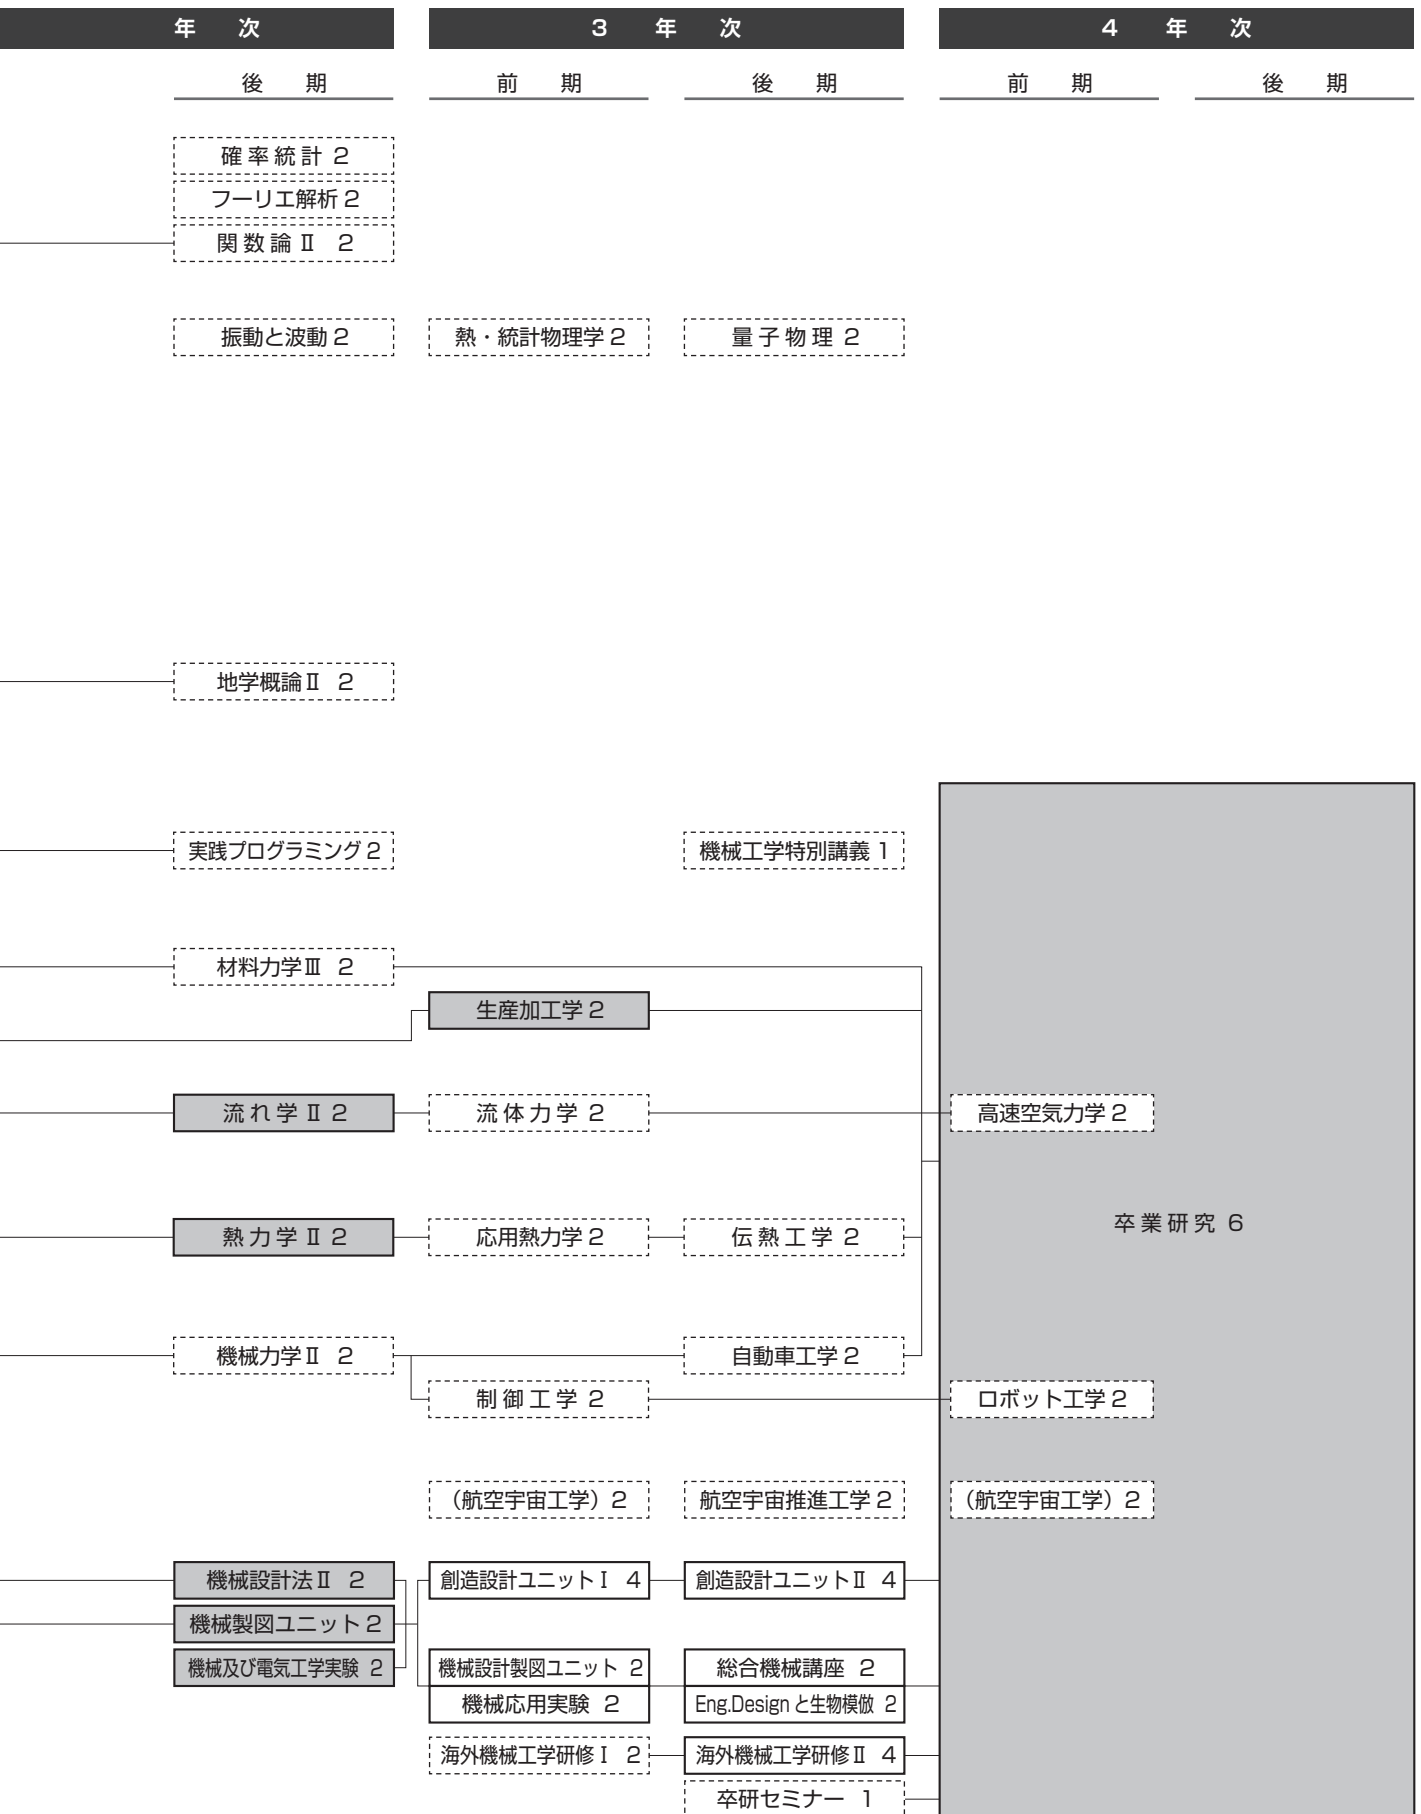 年 次 3 年 次 4 年 次
後 期 前 期 後 期 前 期 後 期
確率統計 2
フーリエ解析 2
関数論Ⅱ 2
振動と波動 2 熱・統計物理学 2 量子物理 2
地学概論Ⅱ 2
実践プログラミング 2 機械工学特別講義 1
材料力学Ⅲ 2
生産加工学 2
流れ学Ⅱ 2 流体力学 2 高速空気力学 2
卒業研究 6
熱力学Ⅱ 2 応用熱力学 2 伝熱工学 2
機械力学Ⅱ 2 自動車工学 2
制御工学 2 ロボット工学 2
(航空宇宙工学) 2 航空宇宙推進工学 2 (航空宇宙工学) 2
機械設計法Ⅱ 2 創造設計ユニットⅠ 4 創造設計ユニットⅡ 4
機械製図ユニット 2
機械及び電気工学実験 2 機械設計製図ユニット 2 総合機械講座 2
機械応用実験 2 Eng.Designと生物模倣 2
海外機械工学研修Ⅰ 2 海外機械工学研修Ⅱ 4
卒研セミナー 1